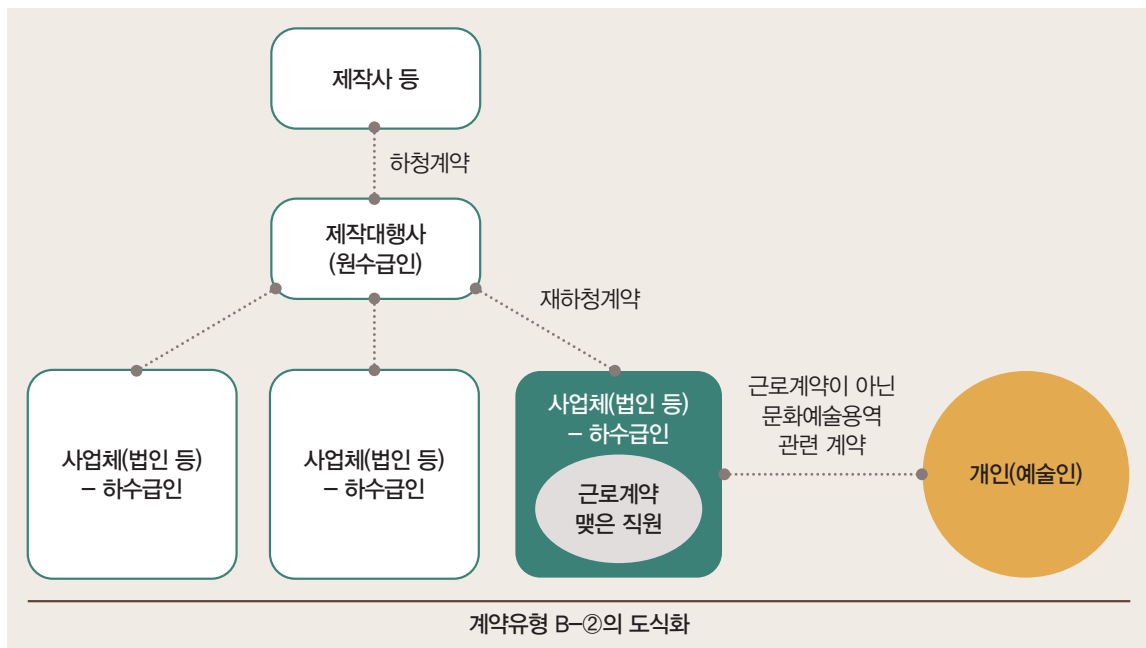 제작사 등
하청계약
제작대행사
(원수급인)
재하청계약
사업체(법인 등)
– 하수급인
사업체(법인 등)
– 하수급인
사업체(법인 등)
– 하수급인
근로계약
맺은 직원
근로계약이 아닌
문화예술용역
관련 계약
개인(예술인)
계약유형 B–②의 도식화